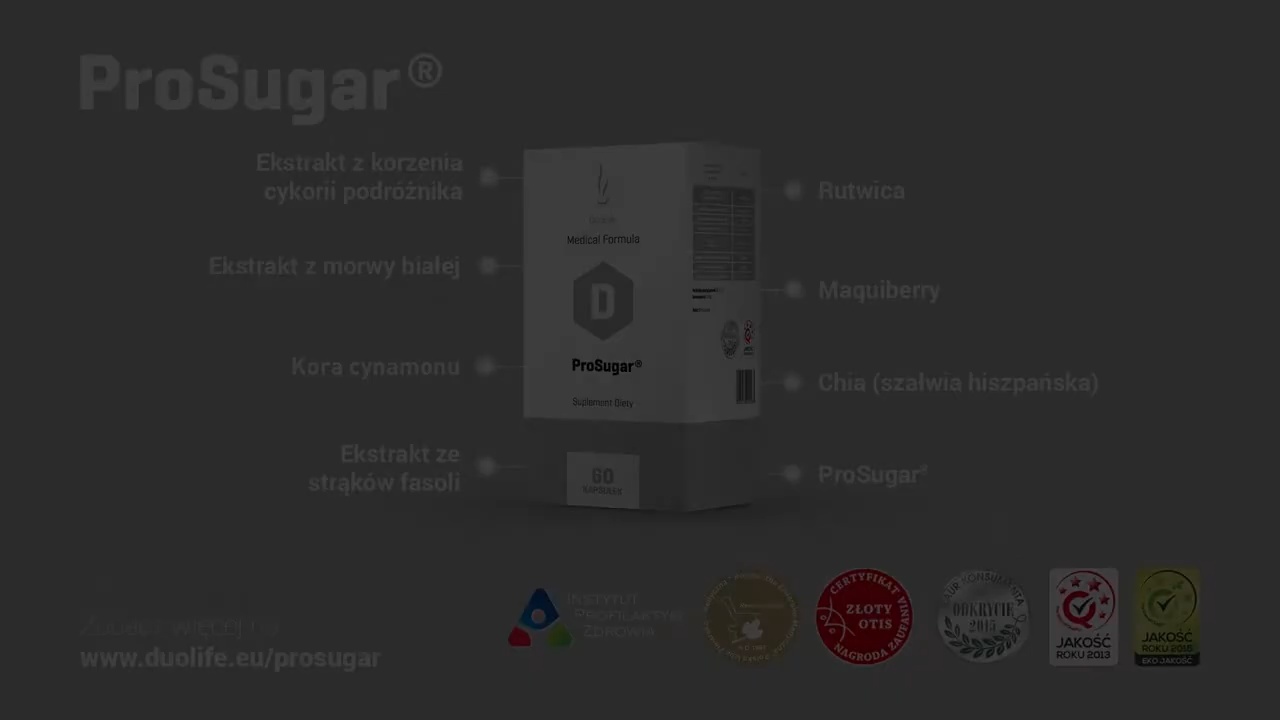 ProSugar®
Ekstrakt z korzenia
cykorii podróżnika
Ekstrakt z morwy białej
Kora cynamonu
Ekstrakt ze
strąków fasoli
Medical Formula
D
ProSugar®
Suplement Diety
60
KAPSUŁEK
Rutwica
Maquiberry
Chia (szałwia hiszpańska)
ProSugar®
www.duolife.eu/prosugar
INSTYTUT
PROFILAKTYKI
ZDROWIA
CERTYFIKAT
ZŁOTY
OTIS
NAGRODA ZAUFANIA
ODKRYCIE
2015
JAKOŚĆ
ROKU 2013
JAKOŚĆ
EKO JAKOŚĆ